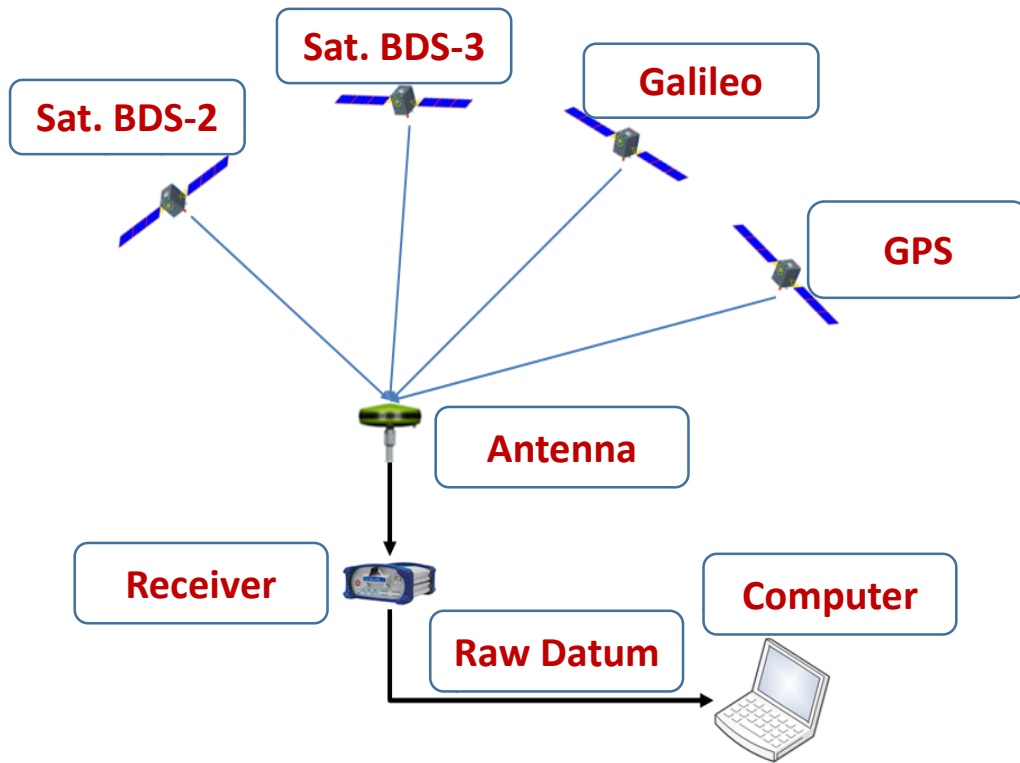 Sat. BDS-3
Galileo
Sat. BDS-2
GPS
Antenna
Receiver
Computer
Raw Datum